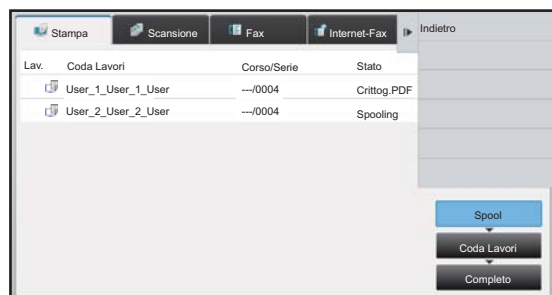 Stampa Scansione Fax Internet-Fax Indietro
Lav. Coda Lavori Corso/Serie Stato
User_1_User_1_User ---/0004 Crittog.PDF
User_2_User_2_User ---/0004 Spooling
Spool
Coda Lavori
Completo